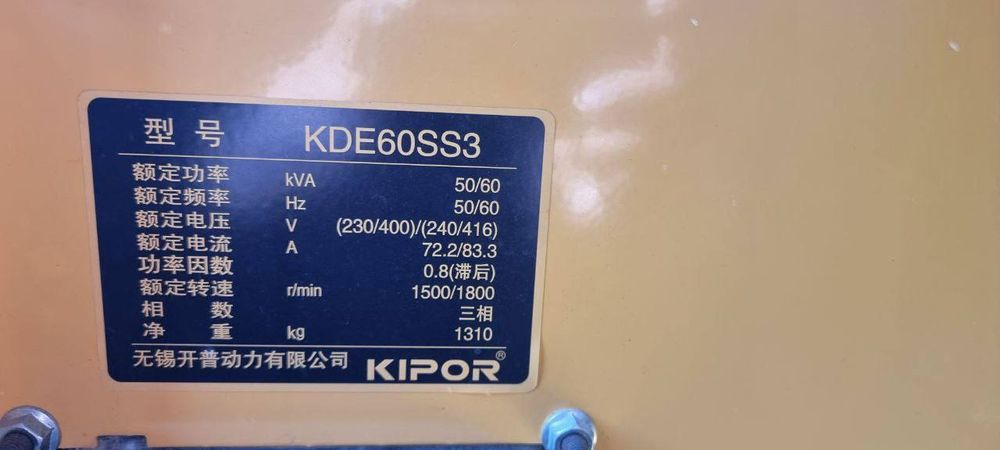 型号 KDE60SS3
额定功率 kVA 50/60
额定频率 Hz 50/60
额定电压 V (230/400)/(240/416)
额定电流 A 72.2/83.3
功率因数 0.8(滞后)
额定转速 r/min 1500/1800
相数 三相
净重 kg 1310
无锡开普动力有限公司 KIPOR®